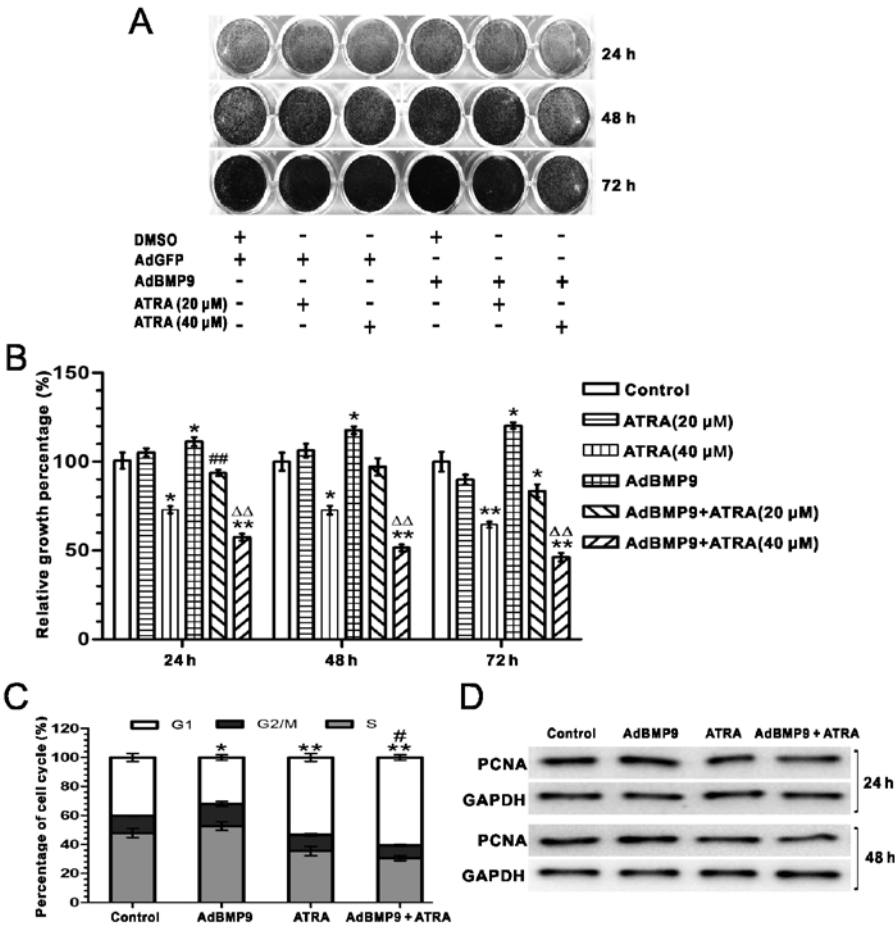 A
24 h
48 h
72 h
DMSO + - - + - -
AdGFP + + + - - -
AdBMP9 - - - + + +
ATRA (20 µM) - + - - + -
ATRA (40 µM) - - + - - +
B
Relative growth percentage (%)
150
100
50
0
* * ## ΔΔ **
* * ΔΔ **
** * * ΔΔ **
24 h 48 h 72 h
Control
ATRA(20 µM)
ATRA(40 µM)
AdBMP9
AdBMP9+ATRA(20 µM)
AdBMP9+ATRA(40 µM)
C
Percentage of cell cycle (%)
G1 G2/M S
120
100
80
60
40
20
0
* ** # **
Control AdBMP9 ATRA AdBMP9 + ATRA
D
Control AdBMP9 ATRA AdBMP9 + ATRA
PCNA
GAPDH
24 h
PCNA
GAPDH
48 h